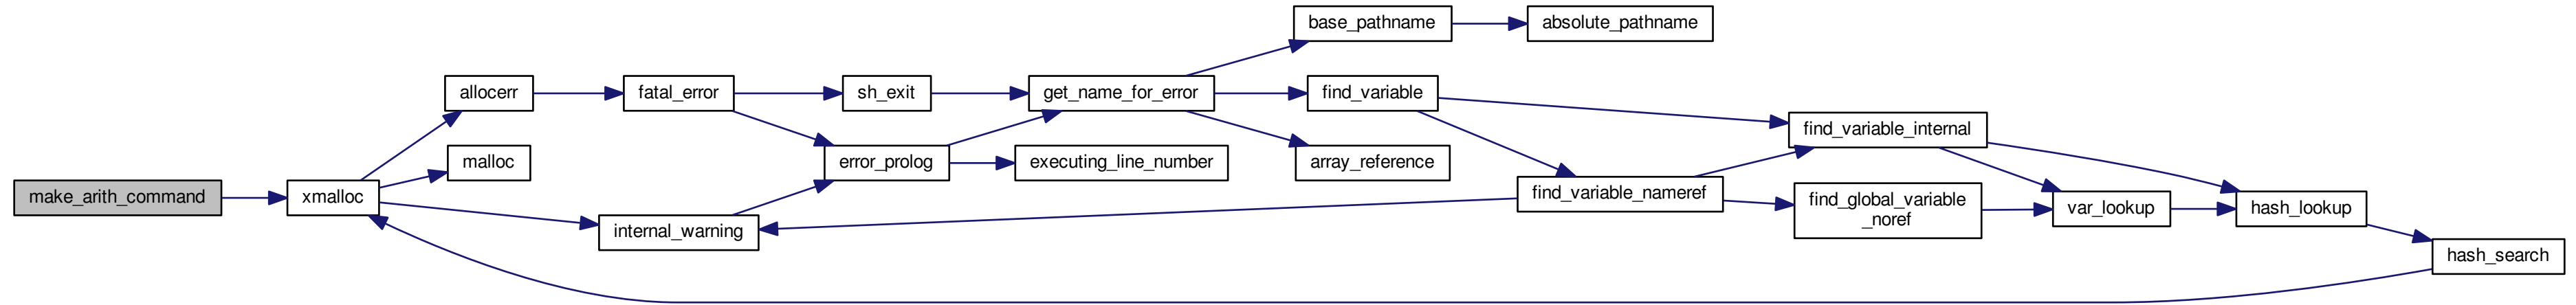 base_pathname
absolute_pathname
allocerr
fatal_error
sh_exit
get_name_for_error
find_variable
find_variable_internal
malloc
error_prolog
executing_line_number
array_reference
make_arith_command
xmalloc
find_variable_nameref
find_global_variable
_noref
var_lookup
hash_lookup
internal_warning
hash_search